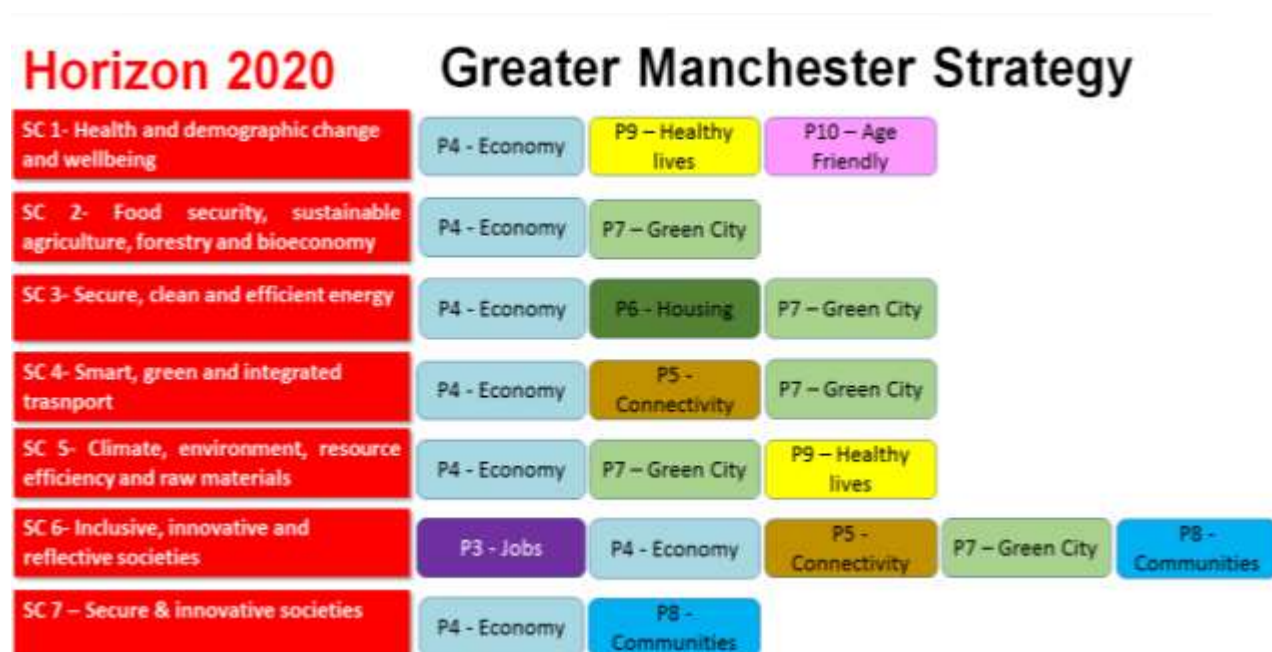 Horizon 2020
Greater Manchester Strategy
SC 1- Health and demographic change
and wellbeing
P4 - Economy
P9 – Healthy
lives
P10 – Age
Friendly
SC 2- Food security, sustainable
agriculture, forestry and bioeconomy
P4 - Economy
P7 – Green City
SC 3- Secure, clean and efficient energy
P4 - Economy
P6 - Housing
P7 – Green City
SC 4- Smart, green and integrated
trasnport
P4 - Economy
P5 -
Connectivity
P7 – Green City
SC 5- Climate, environment, resource
efficiency and raw materials
P4 - Economy
P7 – Green City
P9 – Healthy
lives
SC 6- Inclusive, innovative and
reflective societies
P3 - Jobs
P4 - Economy
P5 -
Connectivity
P7 – Green City
P8 -
Communities
SC 7 – Secure & innovative societies
P4 - Economy
P8 -
Communities